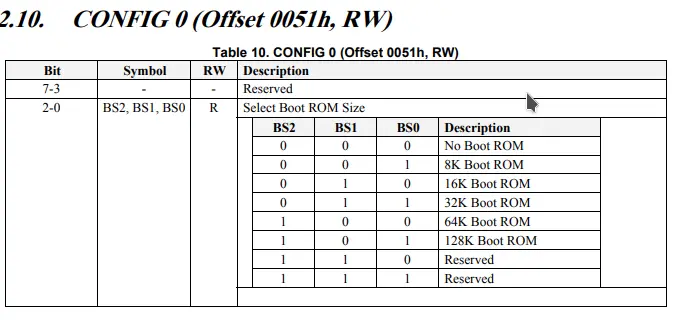 2.10. CONFIG 0 (Offset 0051h, RW)
Table 10. CONFIG 0 (Offset 0051h, RW)
Bit Symbol RW Description
7-3 - - Reserved
2-0 BS2, BS1, BS0 R Select Boot ROM Size
BS2 BS1 BS0 Description
0 0 0 No Boot ROM
0 0 1 8K Boot ROM
0 1 0 16K Boot ROM
0 1 1 32K Boot ROM
1 0 0 64K Boot ROM
1 0 1 128K Boot ROM
1 1 0 Reserved
1 1 1 Reserved